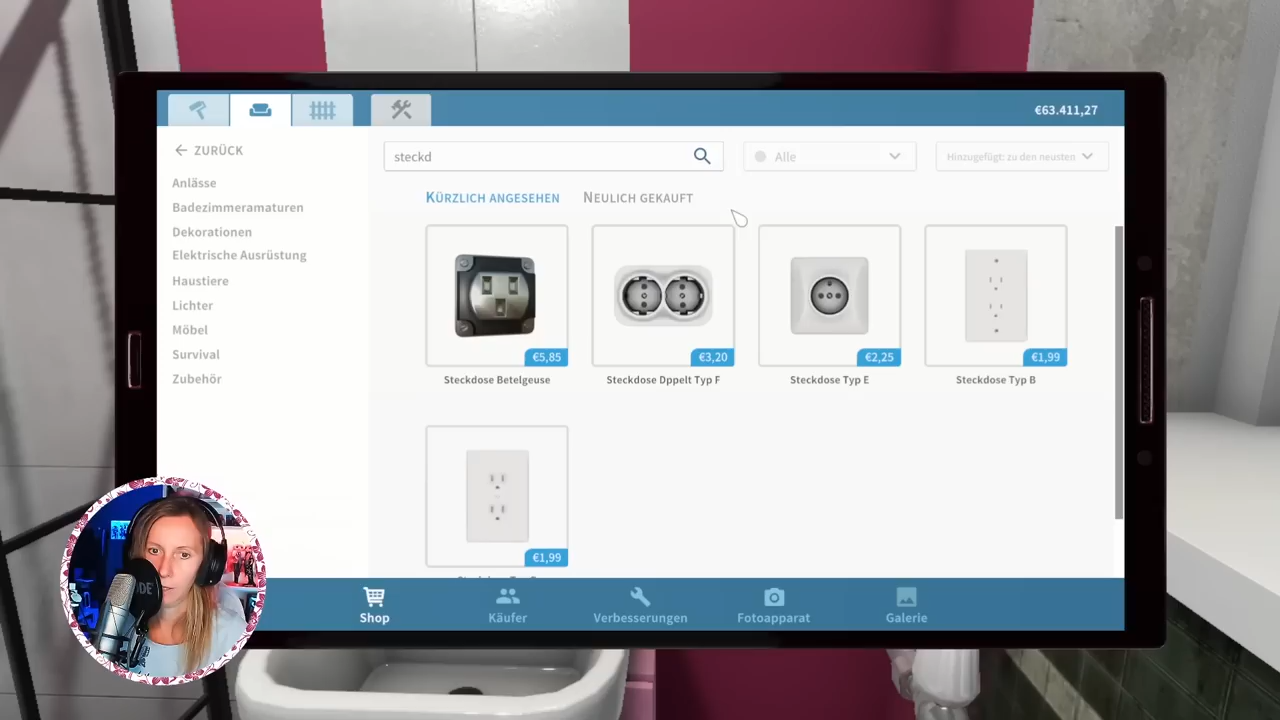 €63.411,27
ZURÜCK
steckd
Alle
Hinzugefügt: zu den neusten
Anlässe
Badezimmeramaturen
Dekorationen
Elektrische Ausrüstung
Haustiere
Lichter
Möbel
Survival
Zubehör
KÜRZLICH ANGESEHEN
NEULICH GEKAUFT
€5,85
€3,20
€2,25
€1,99
Steckdose Betelgeuse
Steckdose Dppelt Typ F
Steckdose Typ E
Steckdose Typ B
€1,99
Shop
Käufer
Verbesserungen
Fotoapparat
Galerie